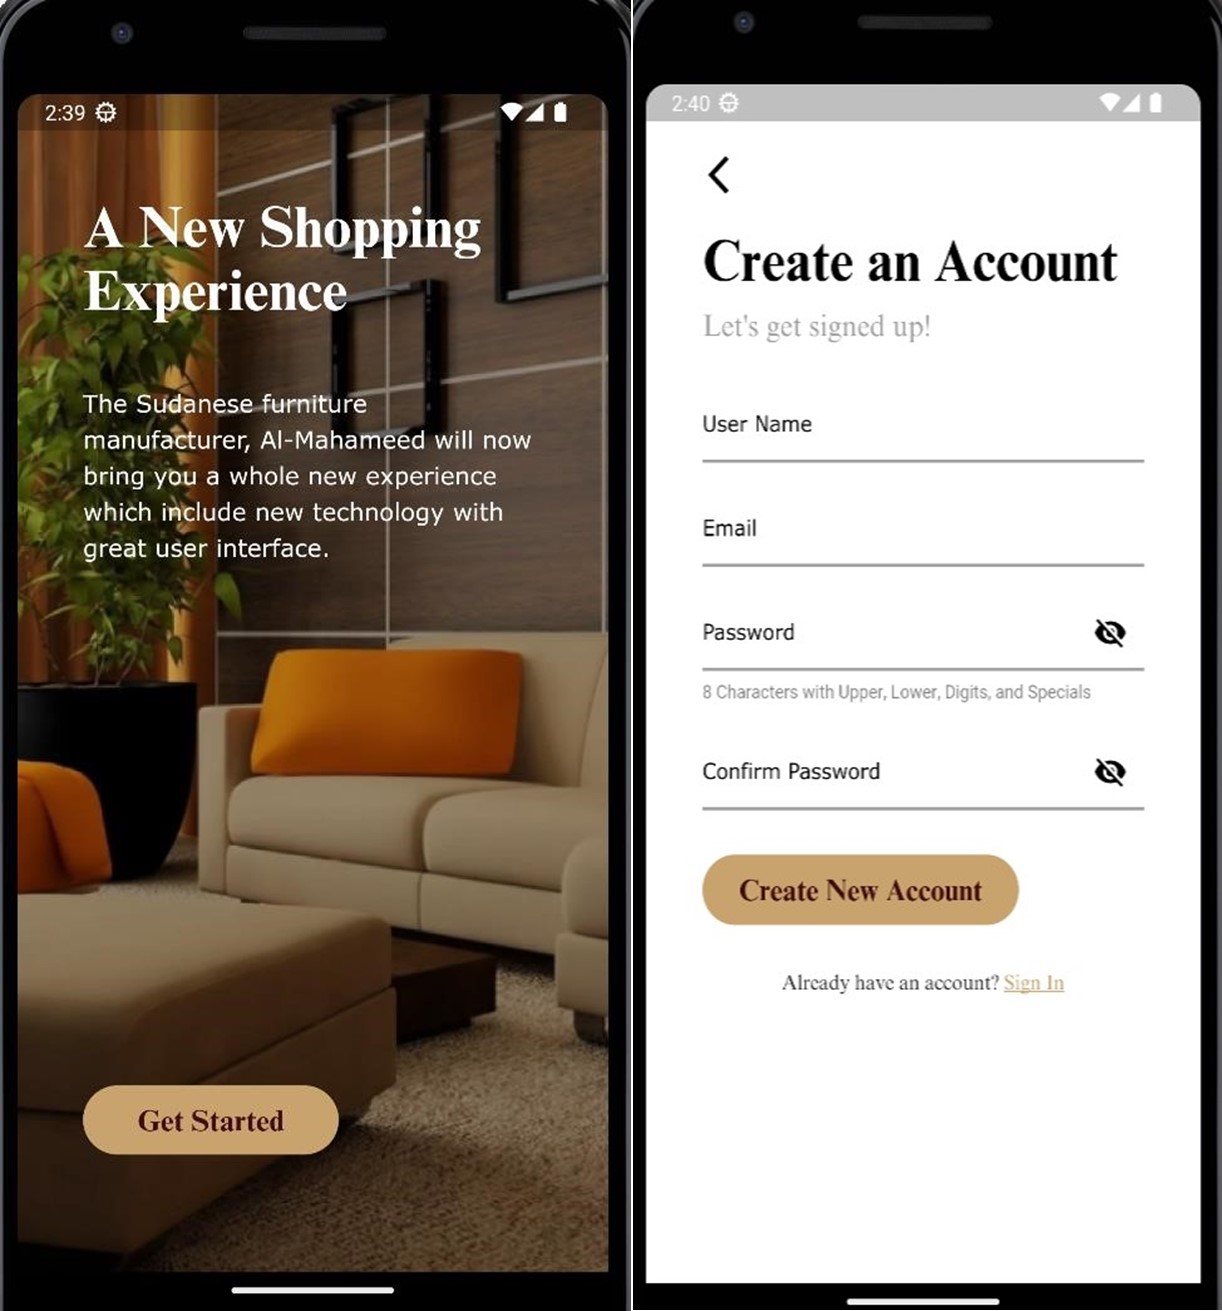 2:39
A New Shopping
Experience
The Sudanese furniture
manufacturer, Al-Mahameed will now
bring you a whole new experience
which include new technology with
great user interface.
Get Started
2:40
Create an Account
Let's get signed up!
User Name
Email
Password
8 Characters with Upper, Lower, Digits, and Specials
Confirm Password
Create New Account
Already have an account? Sign In